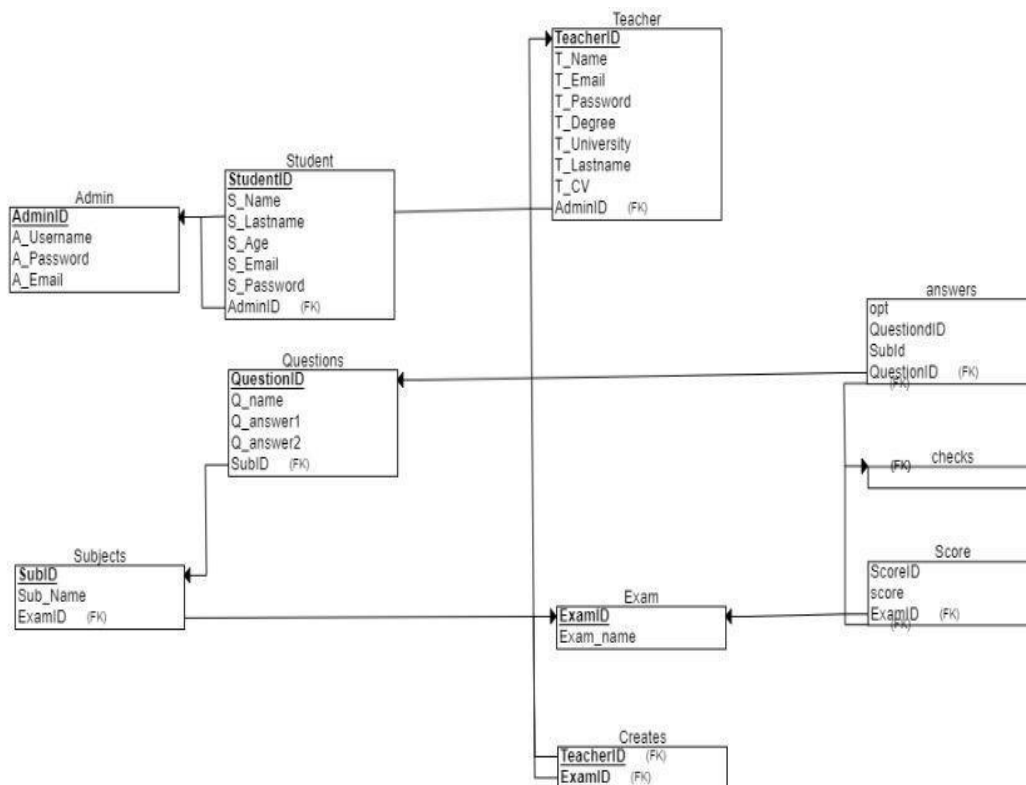 Teacher
TeacherID
T_Name
T_Email
T_Password
T_Degree
T_University
T_Lastname
T_CV
AdminID (FK)
Student
StudentID
S_Name
S_Lastname
S_Age
S_Email
S_Password
AdminID (FK)
Admin
AdminID
A_Username
A_Password
A_Email
answers
opt
QuestiondID
SubId
QuestionID (FK)
(FK)
Questions
QuestionID
Q_name
Q_answer1
Q_answer2
SubID (FK)
checks
(FK)
Subjects
SubID
Sub_Name
ExamID (FK)
Exam
ExamID
Exam_name
Score
ScoreID
score
ExamID (FK)
(FK)
Creates
TeacherID (FK)
ExamID (FK)